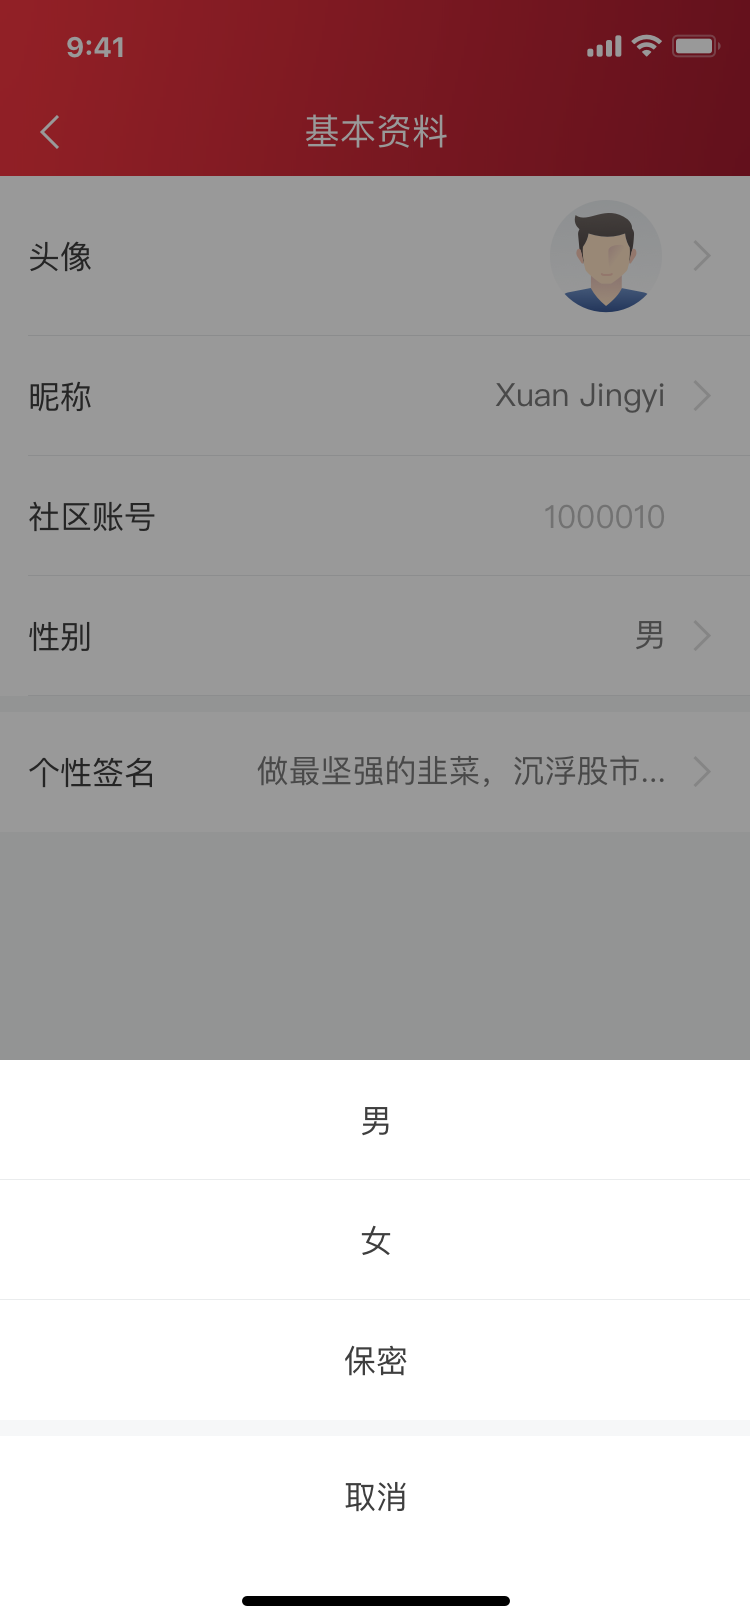 9:41
基本资料
头像
昵称 Xuan Jingyi
社区账号 1000010
性别 男
个性签名 做最坚强的韭菜，沉浮股市...
男
女
保密
取消